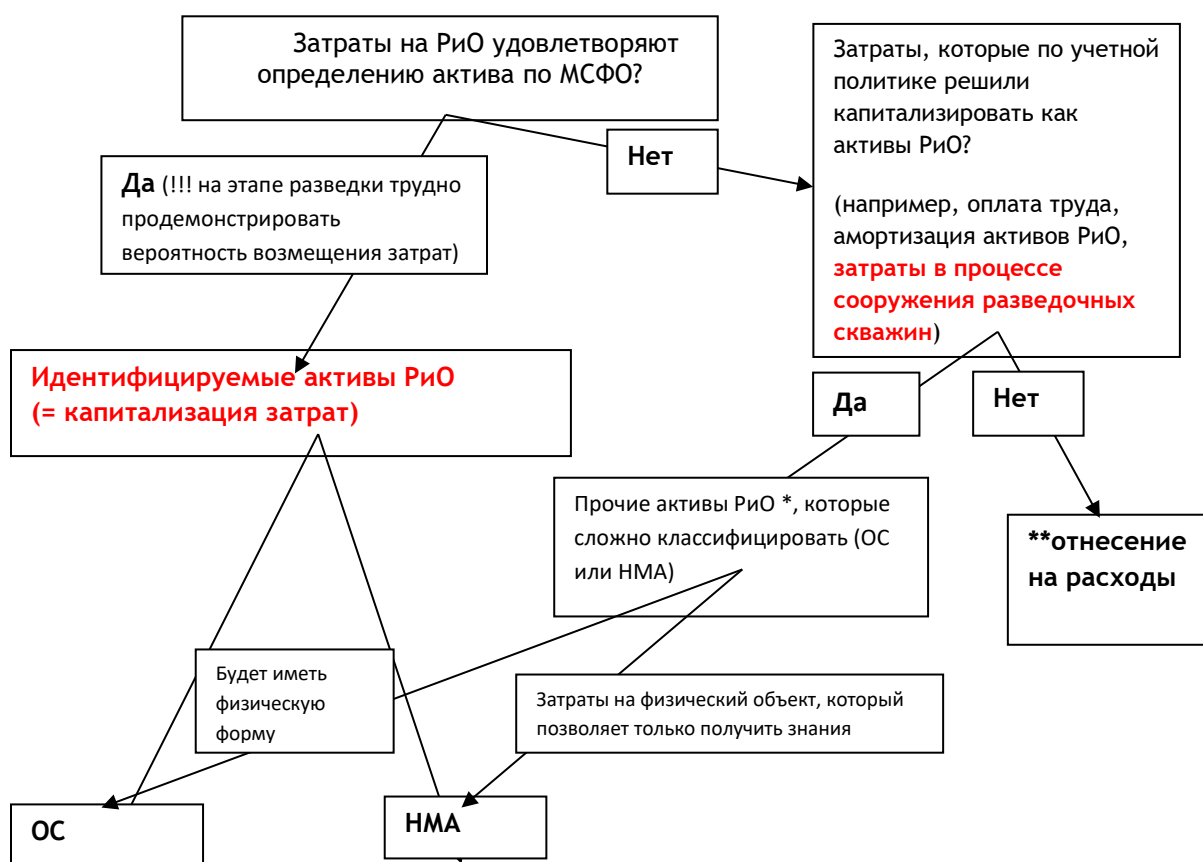 Затраты на РиО удовлетворяют
определению актива по МСФО?
Затраты, которые по учетной
политике решили
капитализировать как
активы РиО?
(например, оплата труда,
амортизация активов РиО,
затраты в процессе
сооружения разведочных
скважин)
Нет
Да (!!! на этапе разведки трудно
продемонстрировать
вероятность возмещения затрат)
Идентифицируемые активы РиО
(= капитализация затрат)
Да
Нет
Прочие активы РиО *, которые
сложно классифицировать (ОС
или НМА)
**отнесение
на расходы
Будет иметь
физическую
форму
Затраты на физический объект, который
позволяет только получить знания
ОС
НМА